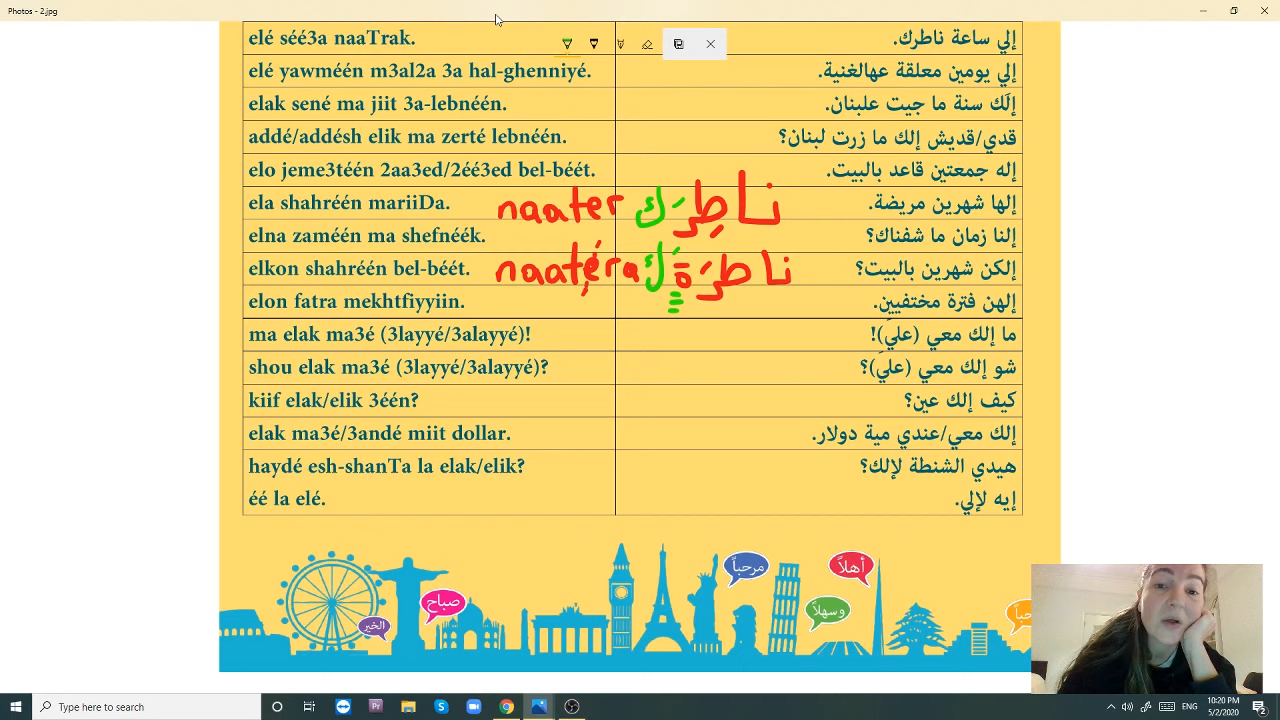 Photos - 2.jpg
elé séé3a naaTrak. إلي ساعة ناطرك.
elé yawméén m3al2a 3a hal-ghenniyé. إلي يومين معلقة عهالغنية.
elak sené ma jiit 3a-lebnéén. إلَك سنة ما جيت علبنان.
addé/addésh elik ma zerté lebnéén. قدي/قديش إلك ما زرت لبنان؟
elo jeme3téén 2aa3ed/2éé3ed bel-béét. إله جمعتين قاعد بالبيت.
ela shahréén mariiDa. إلها شهرين مريضة.
naater ناطِرَك
elna zaméén ma shefnéék. إلنا زمان ما شفناك؟
elkon shahréén bel-béét. إلكن شهرين بالبيت؟
naatéra ناطرَة كَ
elon fatra mekhtfiyyiin. إلهن فترة مختفيين.
ma elak ma3é (3layyé/3alayyé)! ما إلك معي (علَيِ)!
shou elak ma3é (3layyé/3alayyé)? شو إلك معي (علَي)؟
kiif elak/elik 3één? كيف إلك عين؟
elak ma3é/3andé miit dollar. إلك معي/عندي مية دولار.
haydé esh-shanTa la elak/elik? هيدي الشنطة لإلك؟
éé la elé. إيه لإلي.
أهلاً
مرحباً
صباح
وسهلاً
الخير
Type here to search
10:20 PM
5/2/2020
2